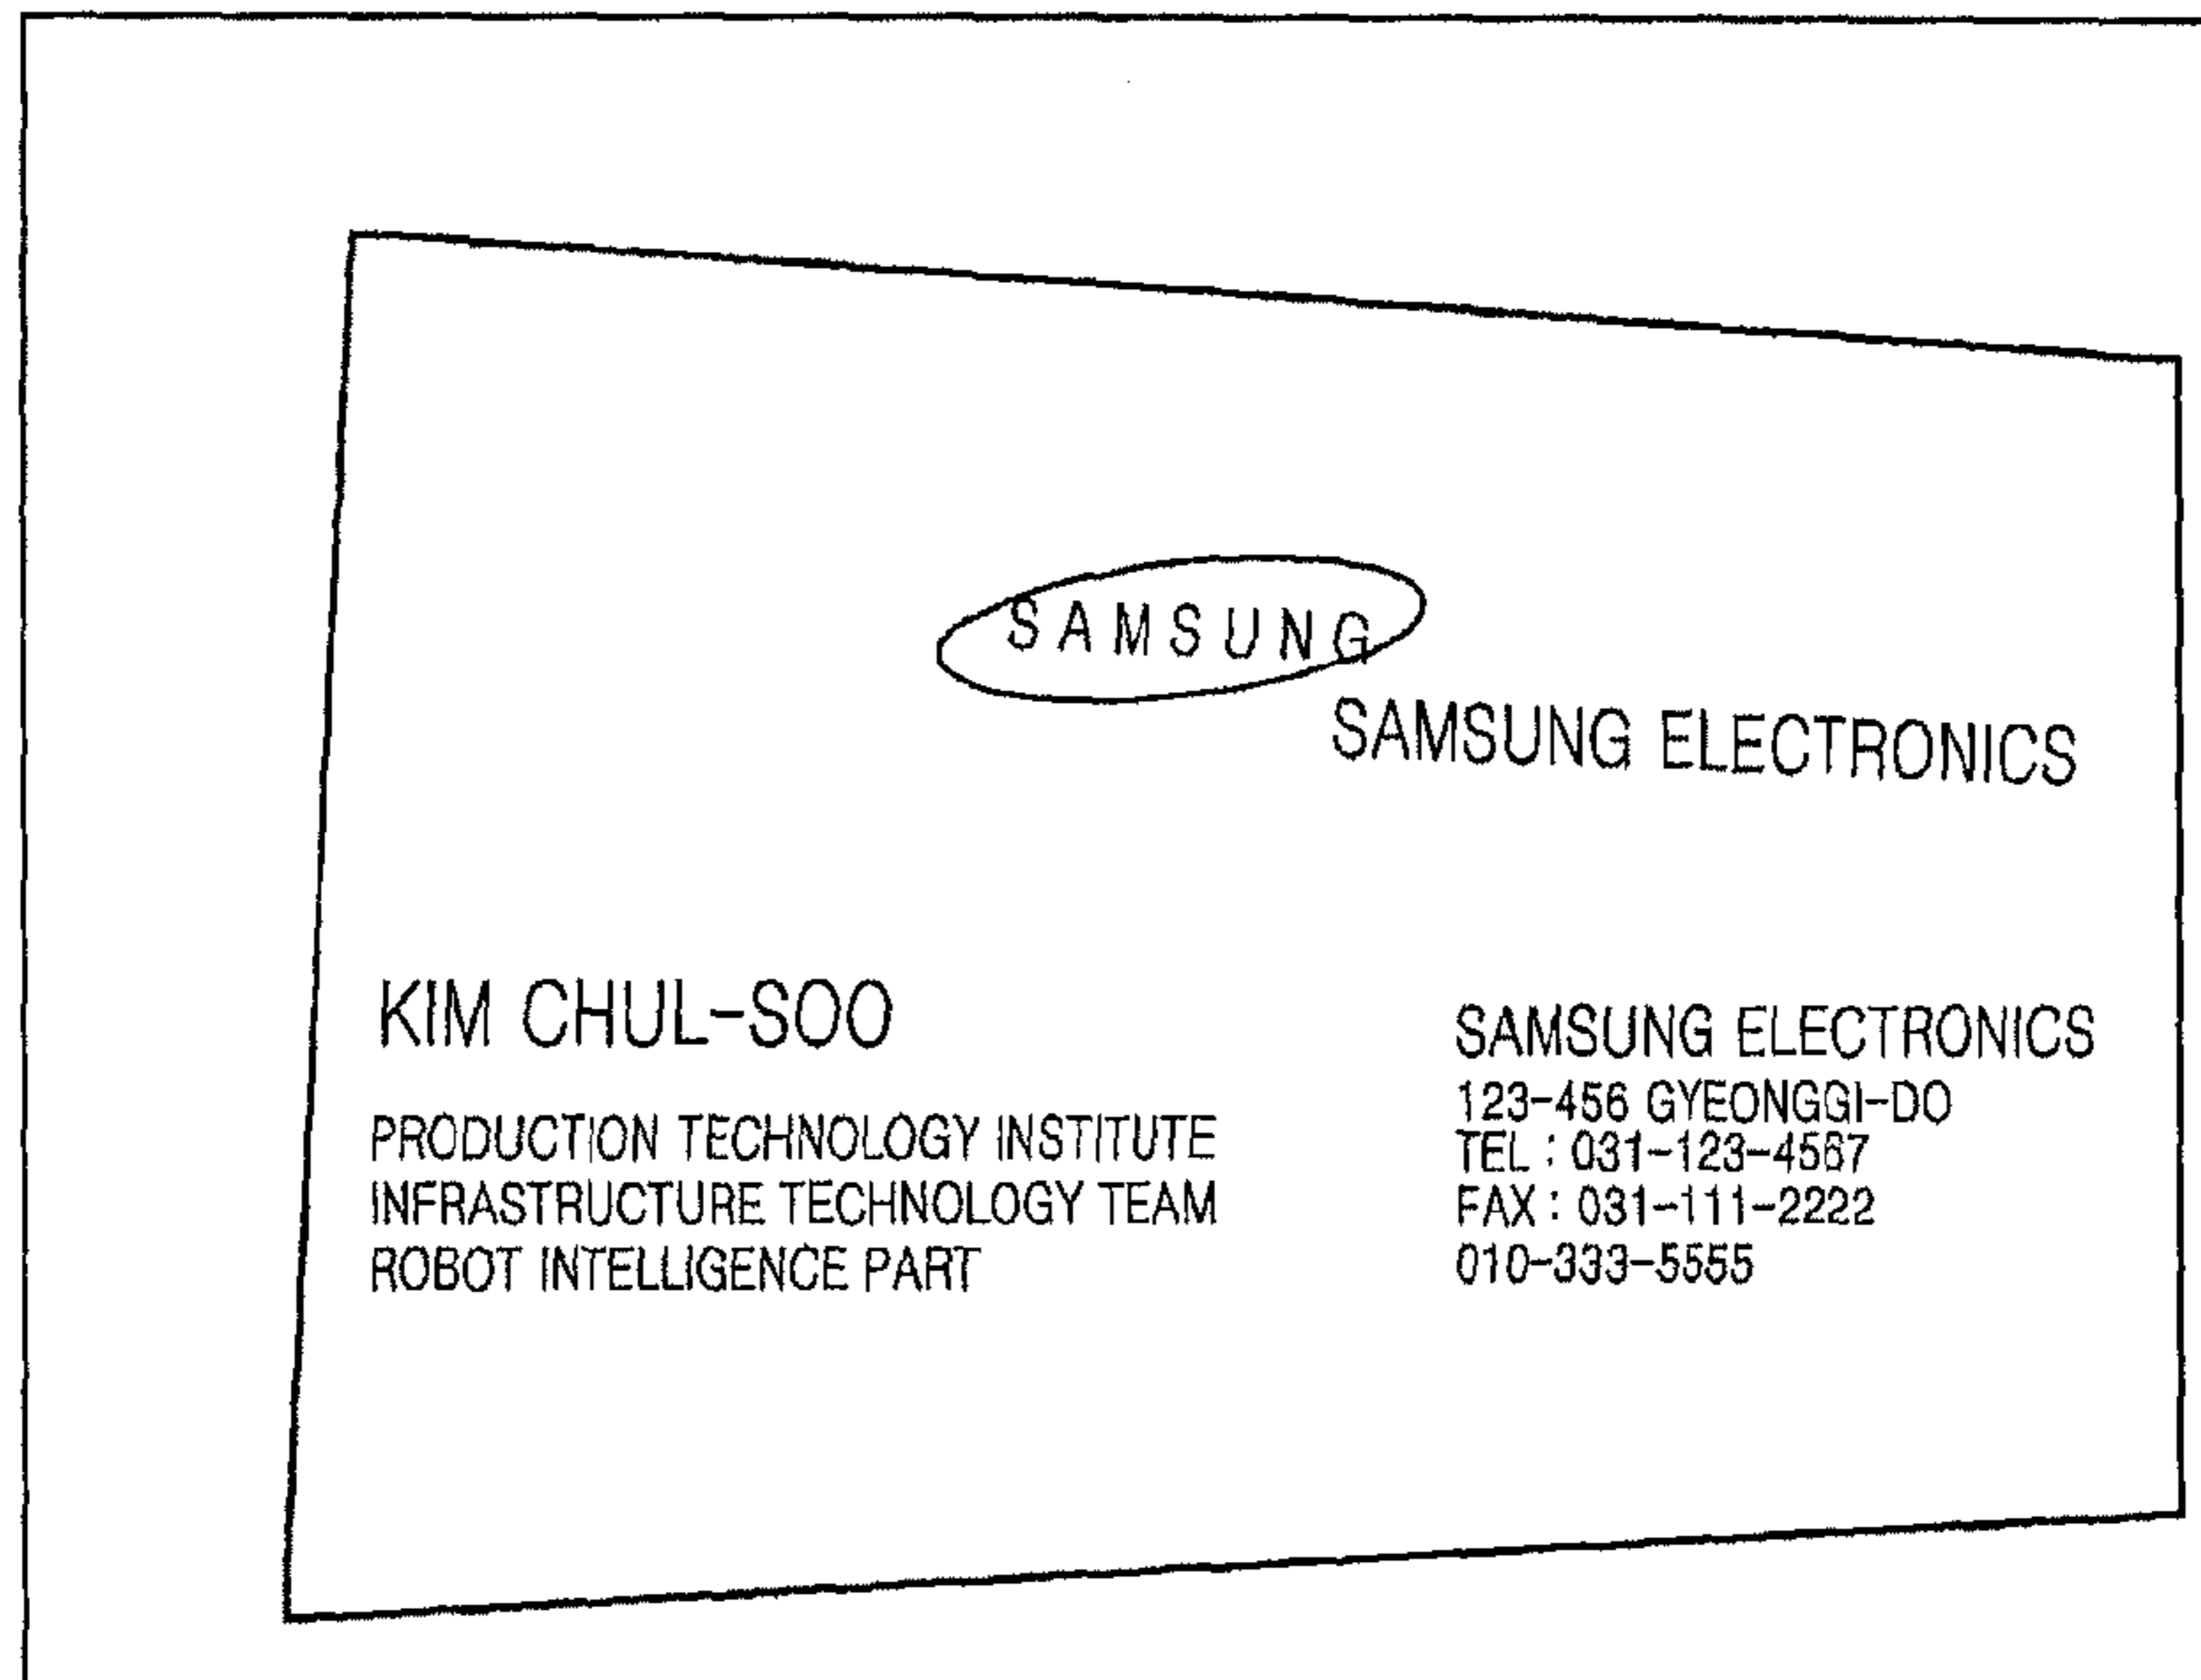 SAMSUNG
SAMSUNG ELECTRONICS
KIM CHUL-SOO
PRODUCTION TECHNOLOGY INSTITUTE
INFRASTRUCTURE TECHNOLOGY TEAM
ROBOT INTELLIGENCE PART
SAMSUNG ELECTRONICS
123-456 GYEONGGI-DO
TEL : 031-123-4567
FAX : 031-111-2222
010-333-5555